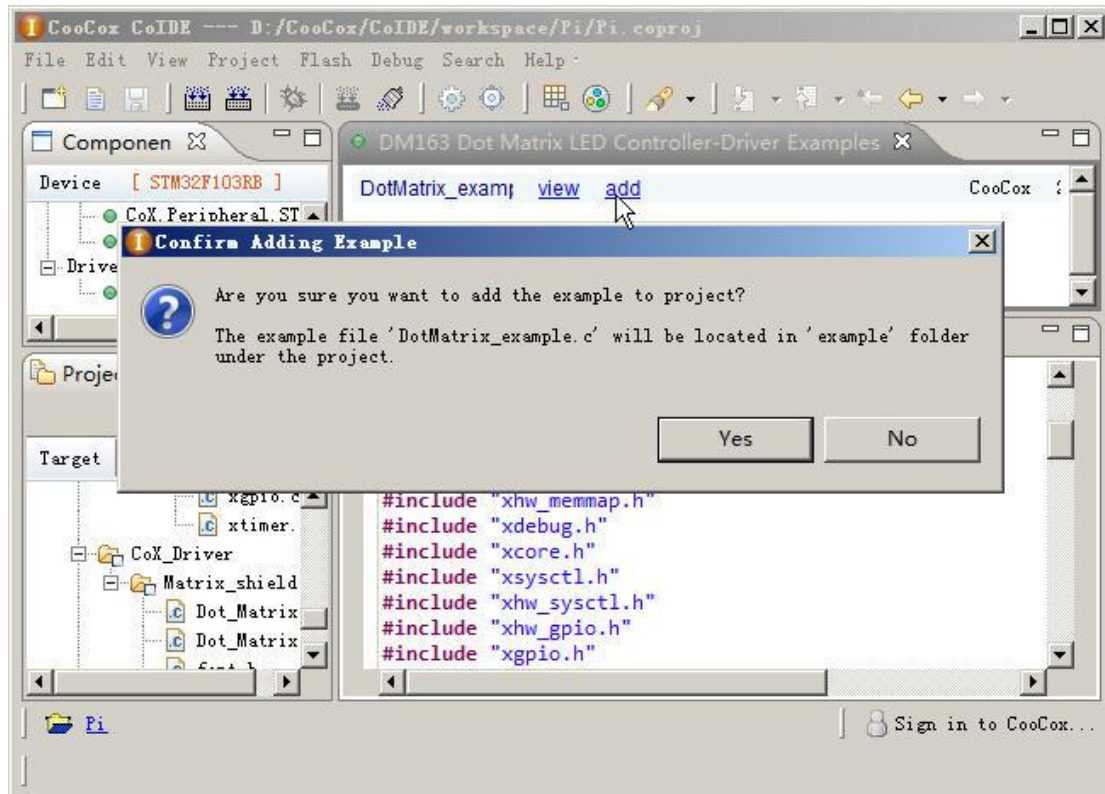 CooCox CoIDE --- D:/CooCox/CoIDE/workspace/Pi/Pi.coproj
File Edit View Project Flash Debug Search Help
Componen
DM163 Dot Matrix LED Controller-Driver Examples
Device [ STM32F103RB ]
DotMatrix_examp view add CooCox
CoX.Peripheral.ST
Drive
Confirm Adding Example
Are you sure you want to add the example to project?
The example file 'DotMatrix_example.c' will be located in 'example' folder
under the project.
Yes No
Projec
Target
xgpio.c
xtimer.
CoX_Driver
Matrix_shield
Dot_Matrix
Dot_Matrix
font.h
#include "xhw_memmap.h"
#include "xdebug.h"
#include "xcore.h"
#include "xsysctl.h"
#include "xhw_sysctl.h"
#include "xhw_gpio.h"
#include "xgpio.h"
Pi
Sign in to CooCox...